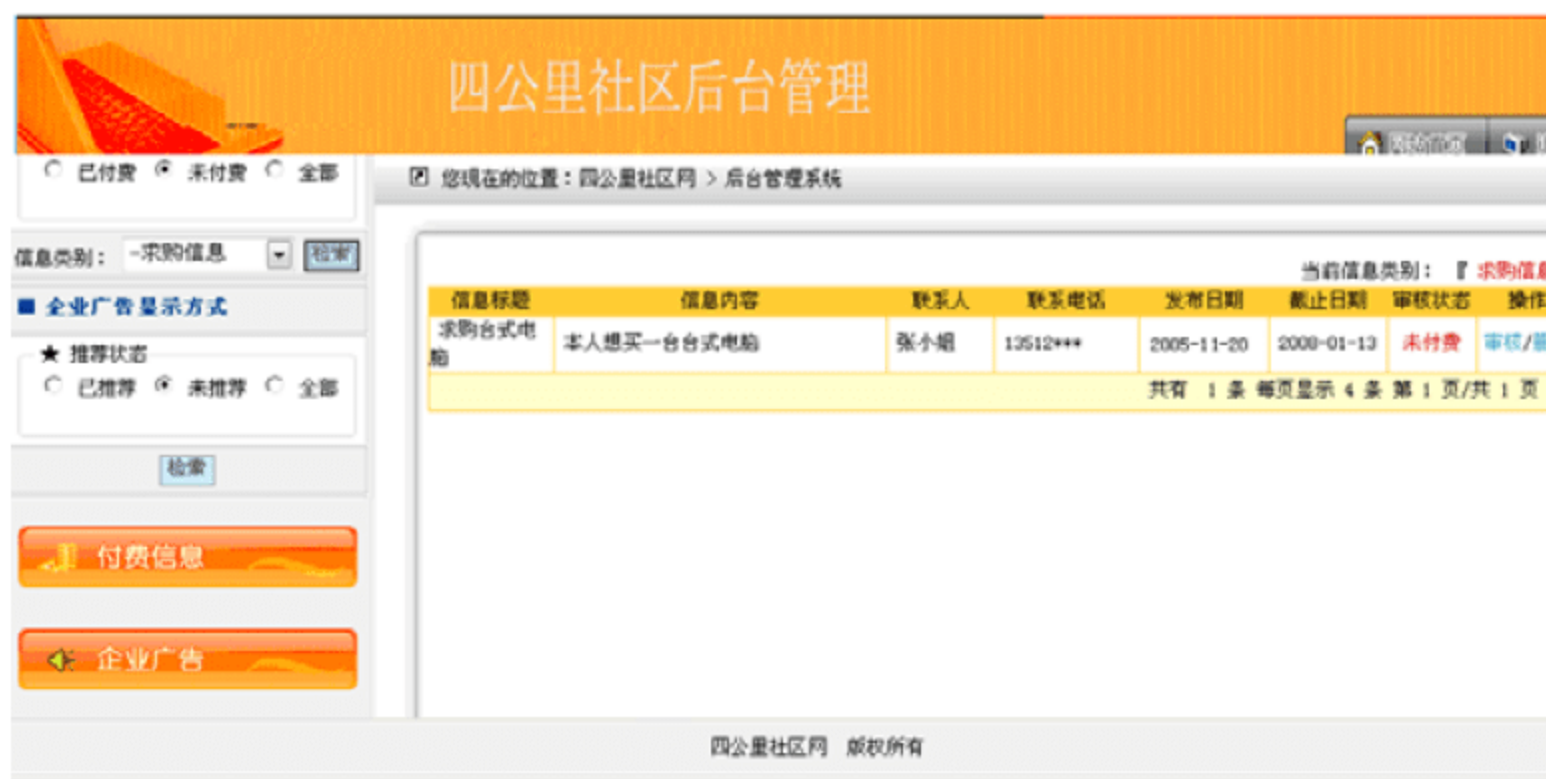 四公里社区后台管理
已付费 未付费 全部
您现在的位置：四公里社区网 > 后台管理系统
信息类别： -求购信息 检索
企业广告显示方式
★ 推荐状态
已推荐 未推荐 全部
检索
付费信息
企业广告
当前信息类别：『 求购信息
信息标题 信息内容 联系人 联系电话 发布日期 截止日期 审核状态 操作
求购台式电
脑
本人想买一台台式电脑 张小姐 13512*** 2005-11-20 2008-01-13 未付费 审核/
共有 1 条 每页显示 4 条 第 1 页/共 1 页
四公里社区网 版权所有